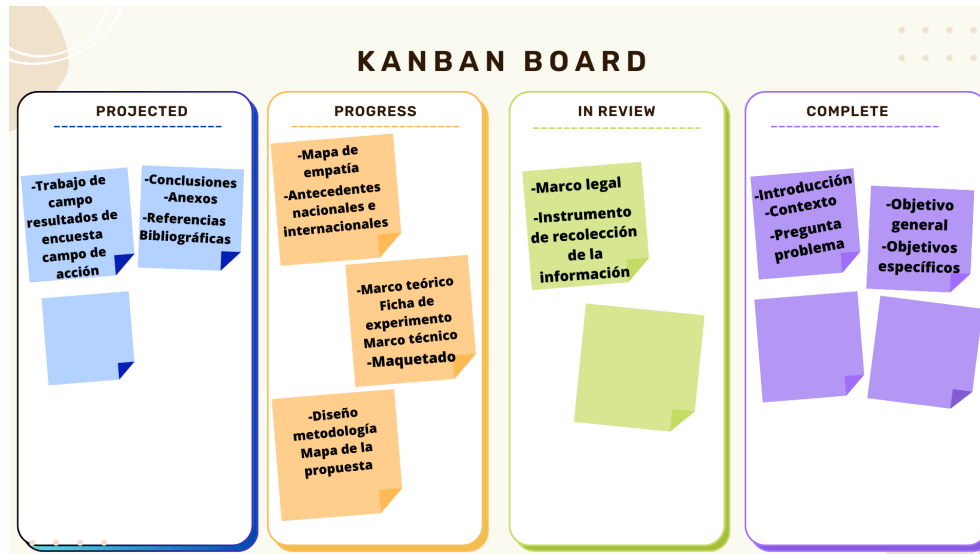 KANBAN BOARD
PROJECTED
-Trabajo de
campo
resultados de
encuesta
campo de
acción
-Conclusiones
-Anexos
-Referencias
Bibliográficas
PROGRESS
-Mapa de
empatía
-Antecedentes
nacionales e
internacionales
-Marco teórico
Ficha de
experimento
Marco técnico
-Maquetado
-Diseño
metodología
Mapa de la
propuesta
IN REVIEW
-Marco legal
-Instrumento
de recolección
de la
información
COMPLETE
-Introducción
-Contexto
-Pregunta
problema
-Objetivo
general
-Objetivos
específicos